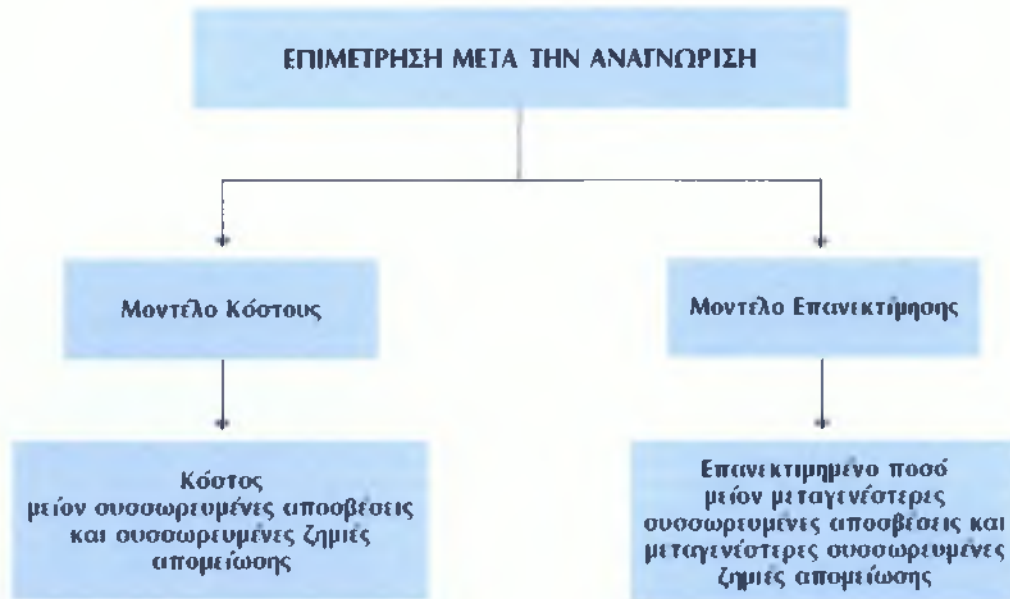 ΕΠΙΜΕΤΡΗΣΗ ΜΕΤΑ ΤΗΝ ΑΝΑΓΝΩΡΙΣΗ
Μοντέλο Κόστους
Μοντέλο Επανεκτίμησης
Κόστος
μείον συσσωρευμένες αποσβέσεις
και συσσωρευμένες ζημιές
απομείωσης
Επανεκτιμημένο ποσό
μείον μεταγενέστερες
συσσωρευμένες αποσβέσεις και
μεταγενέστερες συσσωρευμένες
ζημιές απομείωσης